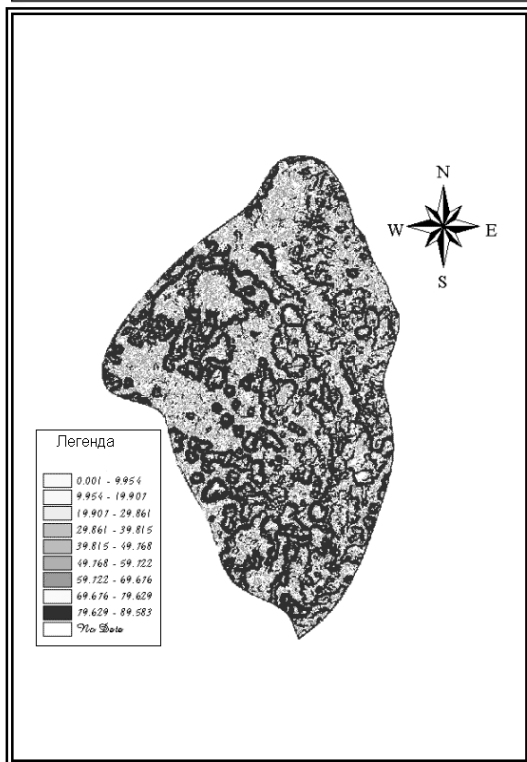 N
W E
S
Легенда
0.001 - 9.954
9.954 - 19.907
19.907 - 29.861
29.861 - 39.815
39.815 - 49.768
49.768 - 59.722
59.722 - 69.676
69.676 - 79.629
79.629 - 89.583
No Data